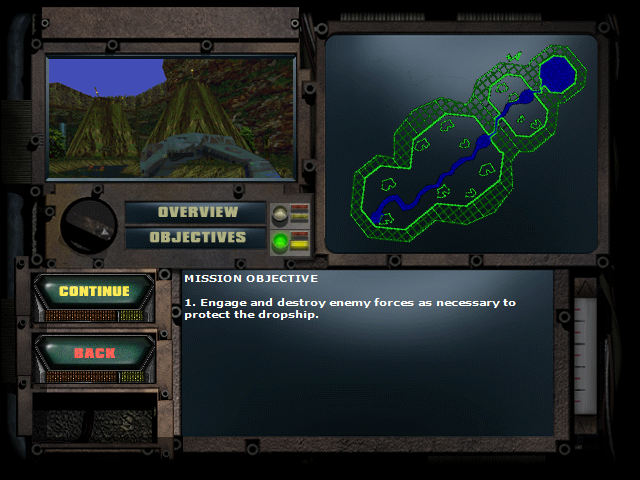 OVERVIEW
OBJECTIVES
CONTINUE
BACK
MISSION OBJECTIVE
1. Engage and destroy enemy forces as necessary to
protect the dropship.